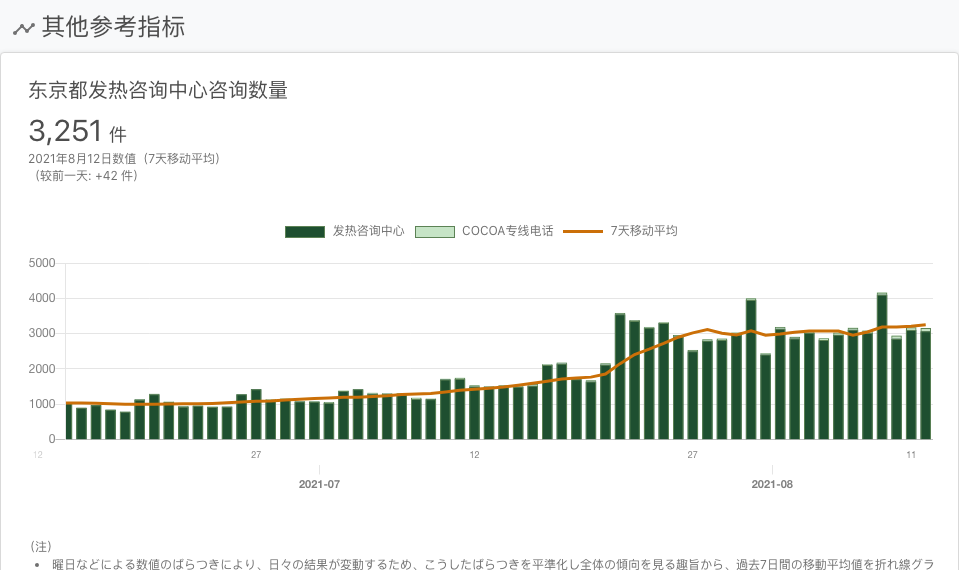 其他参考指标
东京都发热咨询中心咨询数量
3,251 件
2021年8月12日数值（7天移动平均）
（较前一天: +42 件）
发热咨询中心 COCOA专线电话 7天移动平均
5000
4000
3000
2000
1000
0
12 27 12 27 11
2021-07 2021-08
（注）
• 曜日などによる数値のばらつきにより、日々の結果が変動するため、こうしたばらつきを平準化し全体の傾向を見る趣旨から、過去7日間の移動平均値を折れ線グラ